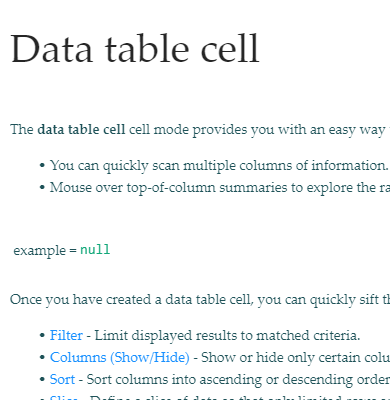 Data table cell
The data table cell cell mode provides you with an easy way
• You can quickly scan multiple columns of information.
• Mouse over top-of-column summaries to explore the ra
example = null
Once you have created a data table cell, you can quickly sift th
• Filter - Limit displayed results to matched criteria.
• Columns (Show/Hide) - Show or hide only certain colu
• Sort - Sort columns into ascending or descending order